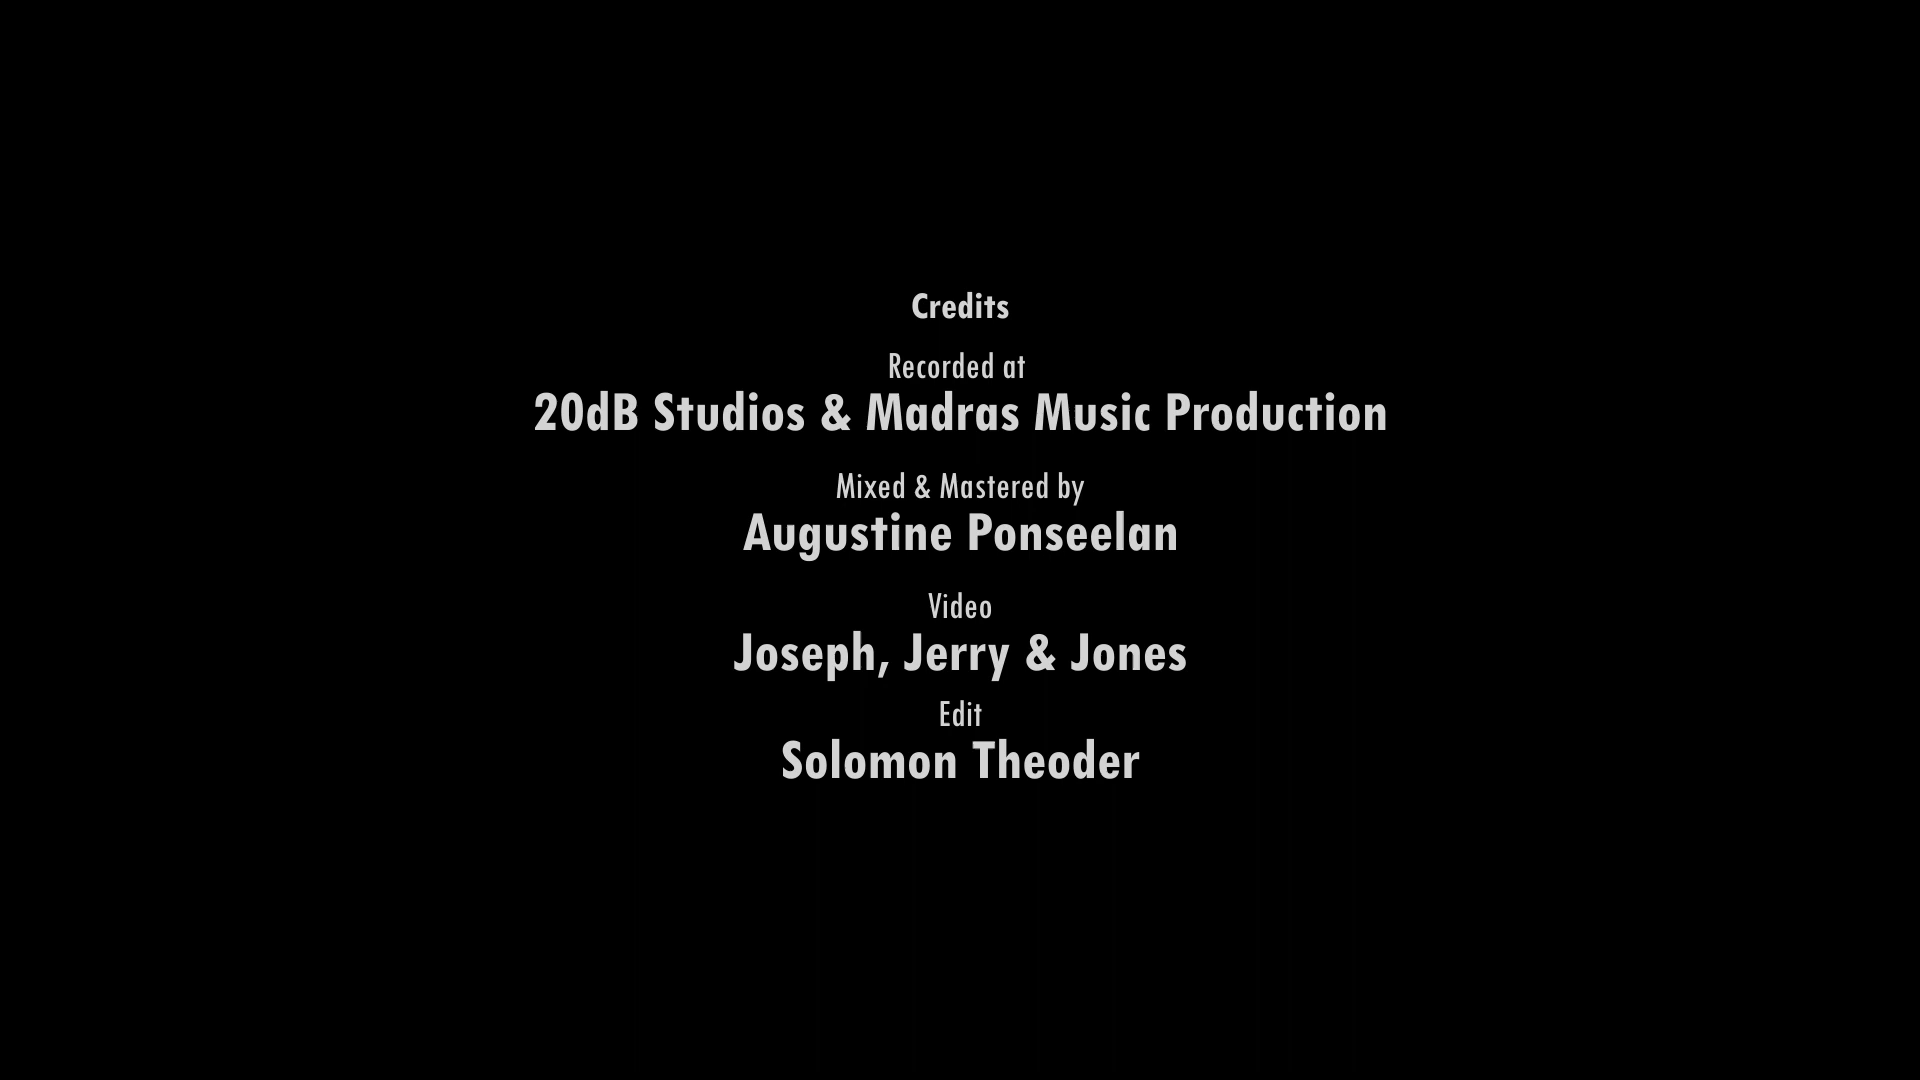 Credits
Recorded at
20dB Studios & Madras Music Production
Mixed & Mastered by
Augustine Ponseelan
Video
Joseph, Jerry & Jones
Edit
Solomon Theoder